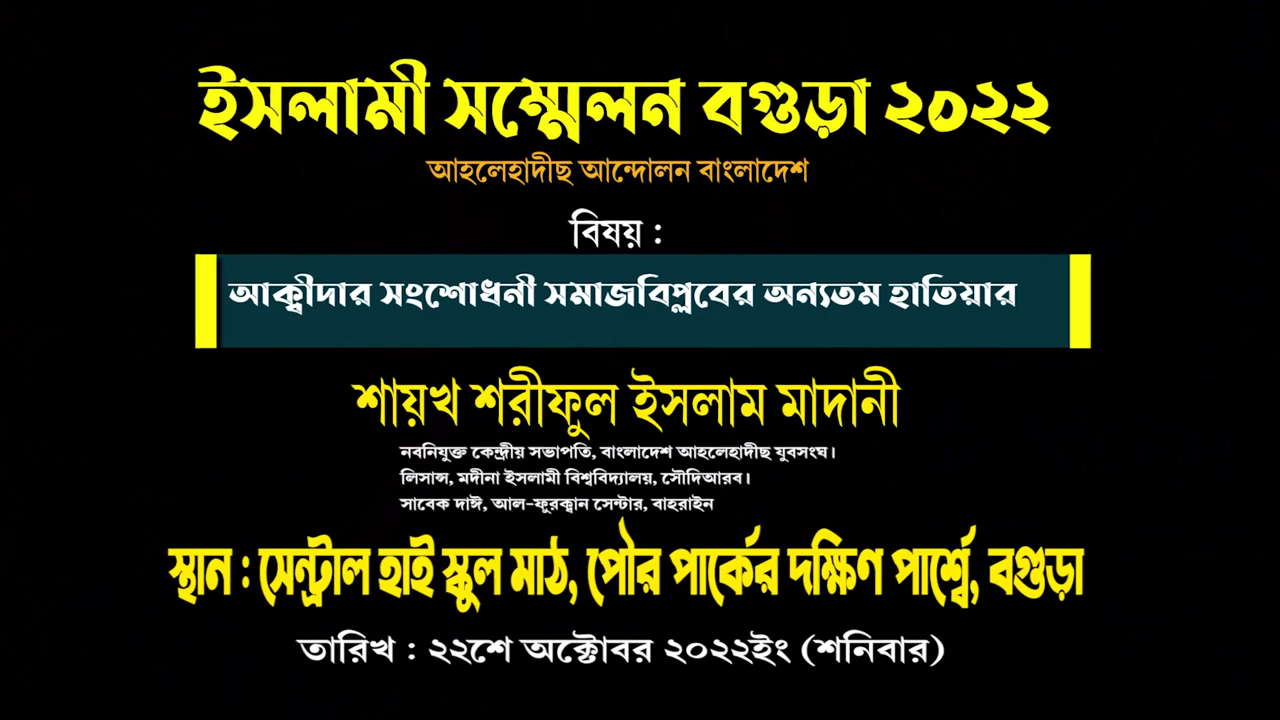 ইসলামী সম্মেলন বগুড়া ২০২২
আহলেহাদীছ আন্দোলন বাংলাদেশ
বিষয় :
আক্বীদার সংশোধনী সমাজবিপ্লবের অন্যতম হাতিয়ার
শায়খ শরীফুল ইসলাম মাদানী
নবনিযুক্ত কেন্দ্রীয় সভাপতি, বাংলাদেশ আহলেহাদীছ যুবসংঘ।
লিসান্স, মদীনা ইসলামী বিশ্ববিদ্যালয়, সৌদিআরব।
সাবেক দাঈ, আল-ফুরক্বান সেন্টার, বাহরাইন
স্থান : সেন্ট্রাল হাই স্কুল মাঠ, পৌর পার্কের দক্ষিণ পার্শ্বে, বগুড়া
তারিখ : ২২শে অক্টোবর ২০২২ইং (শনিবার)